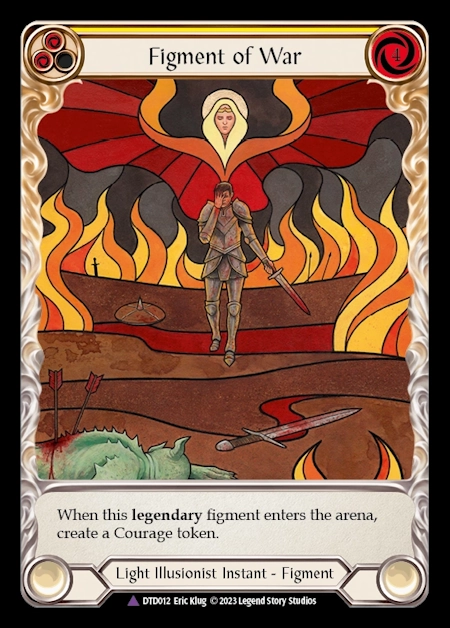 Figment of War
4
When this legendary figment enters the arena,
create a Courage token.
Light Illusionist Instant - Figment
DTD012 Eric Klug © 2023 Legend Story Studios